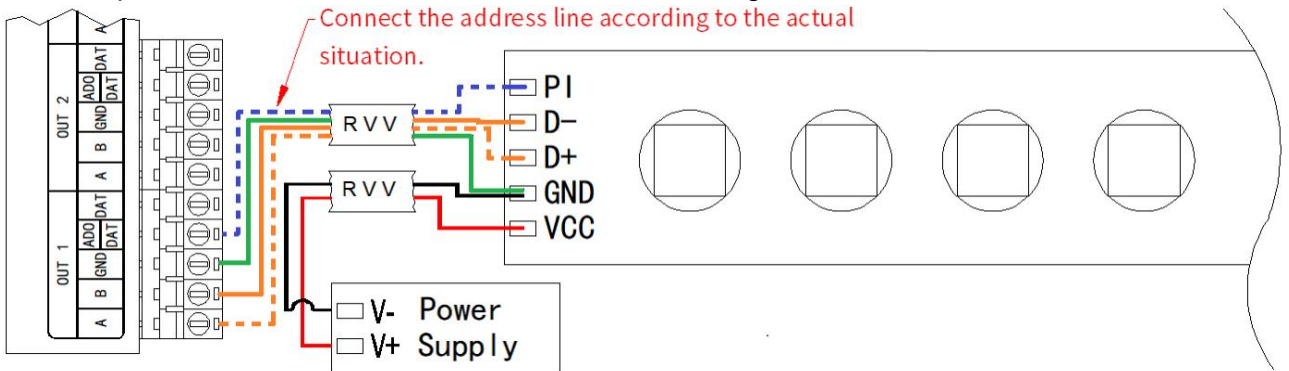 Connect the address line according to the actual
situation.
A
OUT 2
DAT
ADO
DAT
GND
B
A
OUT 1
DAT
ADO
DAT
GND
B
A
RVV
RVV
PI
D-
D+
GND
VCC
V- Power
V+ Supply